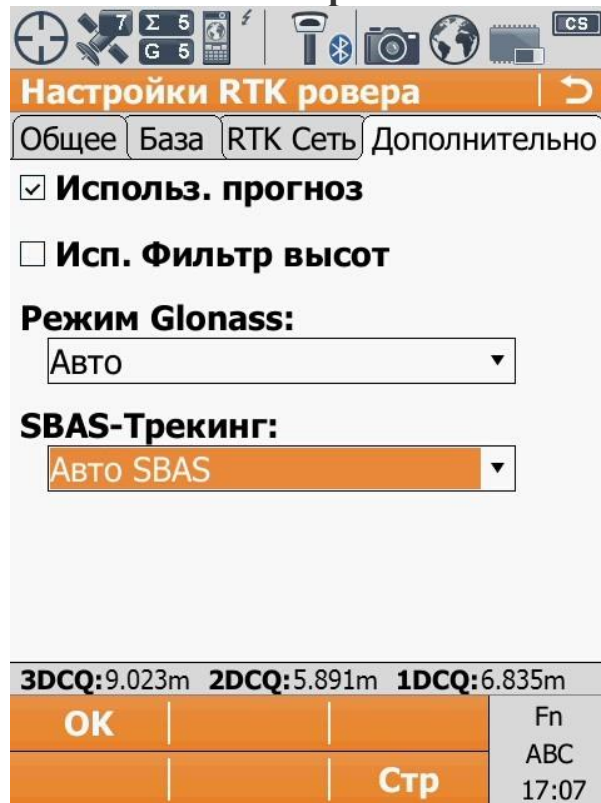 7 Σ 5 CS
G 5
Настройки RTK ровера
Общее База RTK Сеть Дополнительно
Использ. прогноз
Исп. Фильтр высот
Режим Glonass:
Авто
SBAS-Трекинг:
Авто SBAS
3DCQ:9.023m 2DCQ:5.891m 1DCQ:6.835m
OK Fn
ABC
Стр 17:07